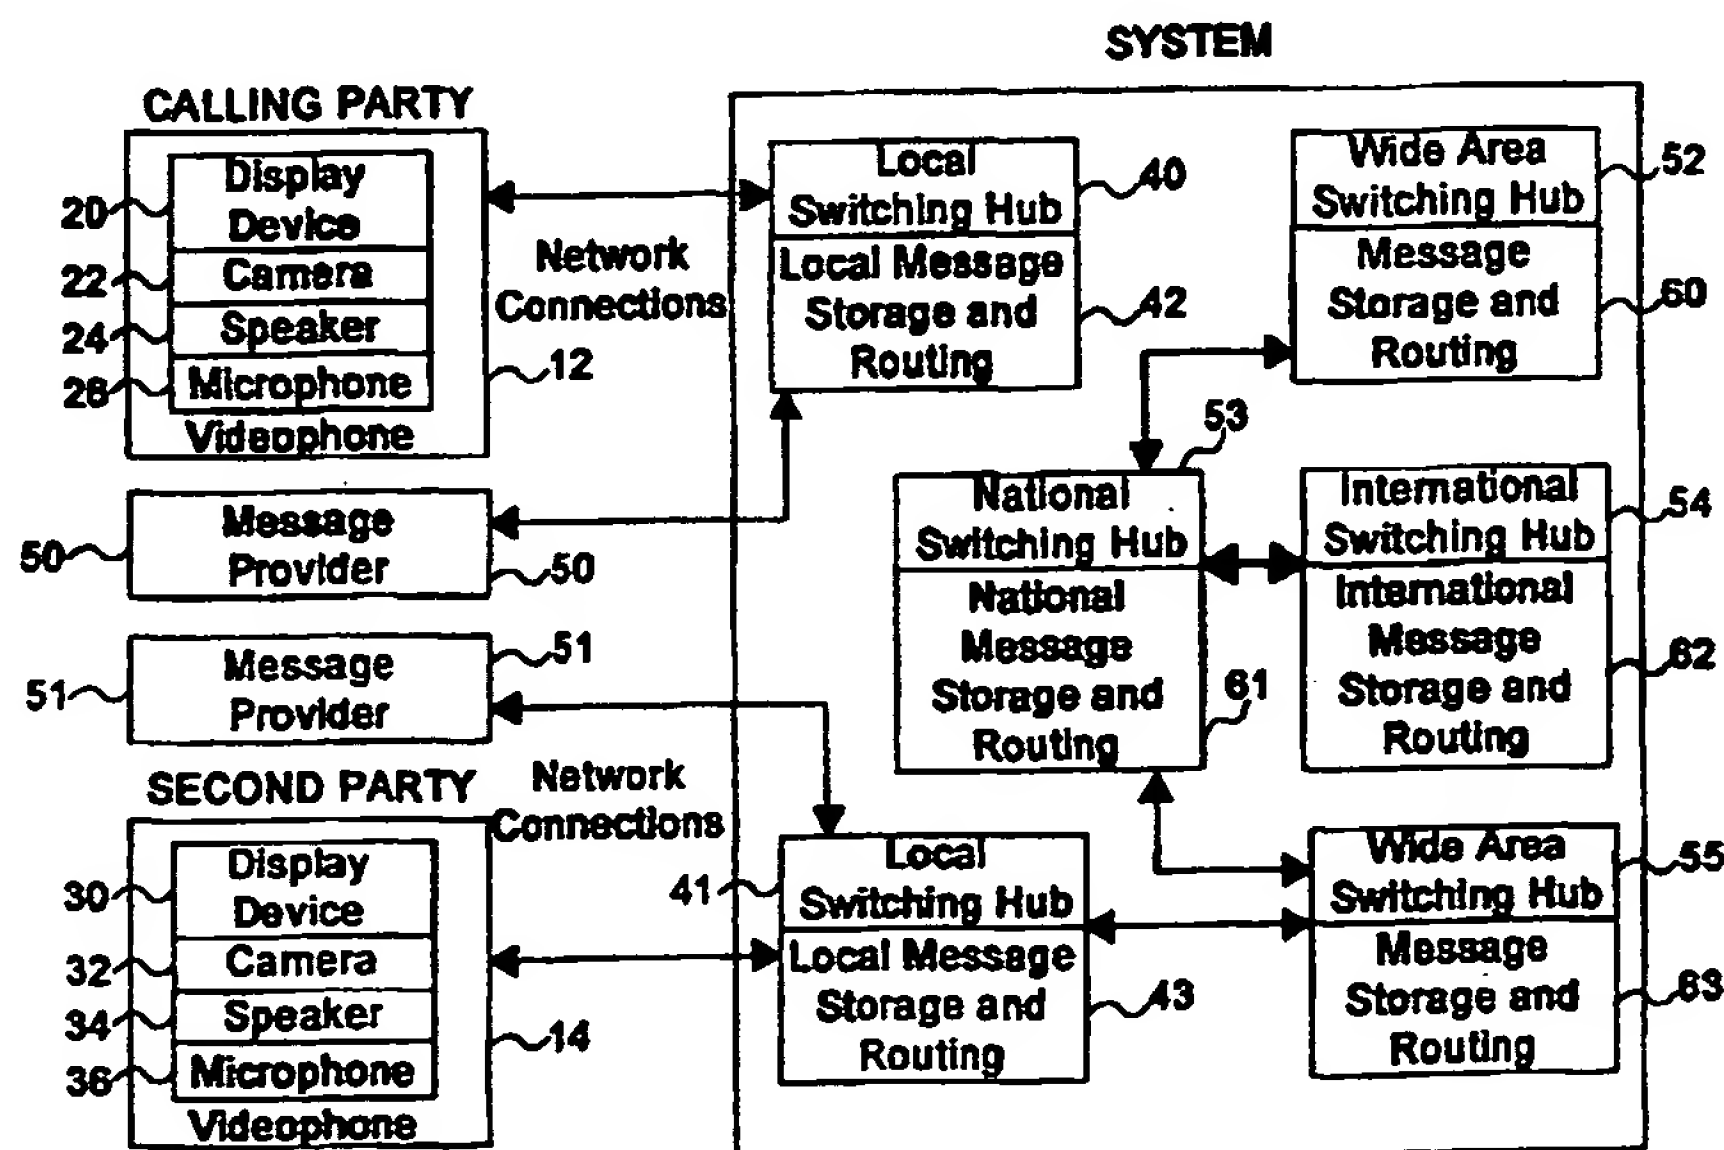 SYSTEM
CALLING PARTY
Display
Device
Camera
Speaker
Microphone
Videophone
20
22
24
26
12
Network
Connections
Local
Switching Hub
Local Message
Storage and
Routing
40
42
Wide Area
Switching Hub
Message
Storage and
Routing
52
60
Message
Provider
50
50
Message
Provider
51
51
53
National
Switching Hub
National
Message
Storage and
Routing
61
International
Switching Hub
International
Message
Storage and
Routing
54
62
SECOND PARTY
Display
Device
Camera
Speaker
Microphone
Videophone
30
32
34
36
14
Network
Connections
Local
Switching Hub
Local Message
Storage and
Routing
41
43
Wide Area
Switching Hub
Message
Storage and
Routing
55
63